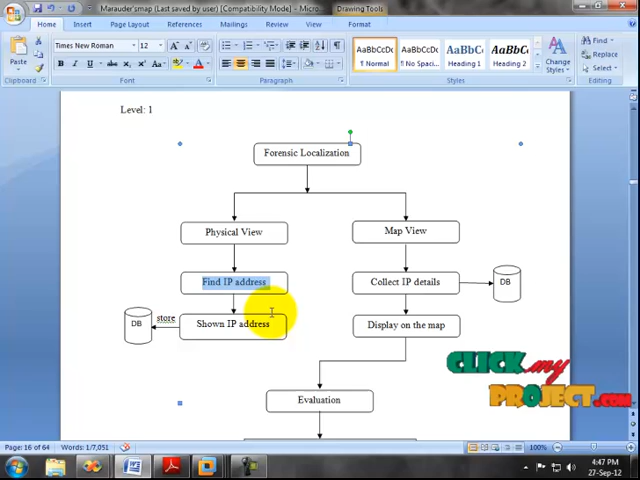 Marauder'smap (Last saved by user) [Compatibility Mode] - Micro...
Drawing Tools
Home Insert Page Layout References Mailings Review View Format
Paste
Times New Roman
12
AaBbCcDc
¶ Normal
AaBbCcDc
¶ No Spaci...
AaBbC
Heading 1
AaBbCc
Heading 2
Change
Styles
Find
Replace
Select
Clipboard
Font
Paragraph
Styles
Editing
Level: 1
Forensic Localization
Physical View
Map View
Find IP address
Collect IP details
DB
DB
store
Shown IP address
Display on the map
CLICK my
PROJECT.COM
Evaluation
Page: 16 of 64
Words: 1/7,051
100%
4:47 PM
27-Sep-12